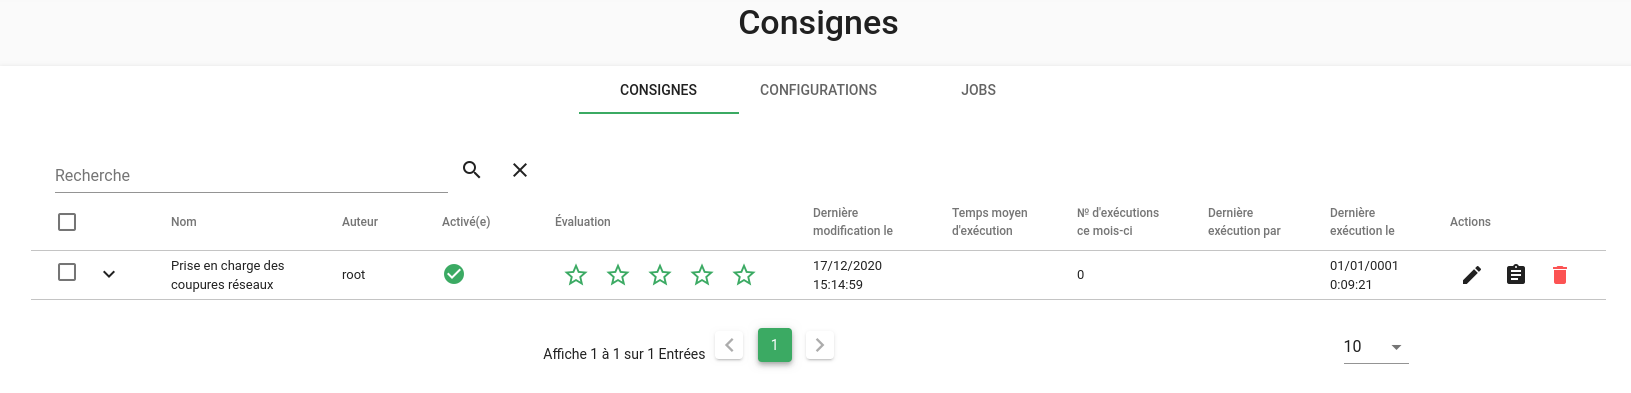 Consignes
CONSIGNES CONFIGURATIONS JOBS
Recherche
Nom Auteur Activé(e) Évaluation Dernière modification le Temps moyen d'exécution Nº d'exécutions ce mois-ci Dernière exécution par Dernière exécution le Actions
Prise en charge des coupures réseaux root 17/12/2020 15:14:59 0 01/01/0001 0:09:21
Affiche 1 à 1 sur 1 Entrées 1 10